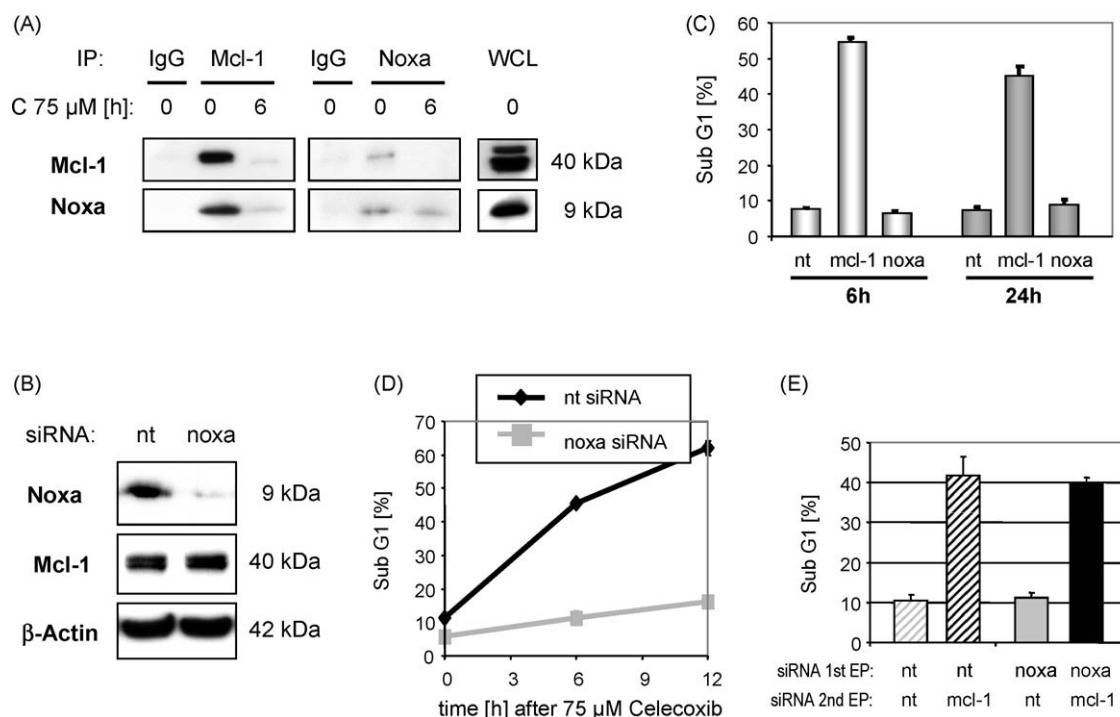 (A)
IP: IgG Mcl-1 IgG Noxa WCL
C 75 µM [h]: 0 0 6 0 0 6 0
Mcl-1 40 kDa
Noxa 9 kDa
(B)
siRNA: nt noxa
Noxa 9 kDa
Mcl-1 40 kDa
β-Actin 42 kDa
(C)
Sub G1 [%]
60
50
40
30
20
10
0
nt mcl-1 noxa nt mcl-1 noxa
6h 24h
(D)
nt siRNA
noxa siRNA
Sub G1 [%]
70
60
50
40
30
20
10
0
0 3 6 9 12
time [h] after 75 µM Celecoxib
(E)
Sub G1 [%]
50
40
30
20
10
0
siRNA 1st EP: nt nt noxa noxa
siRNA 2nd EP: nt mcl-1 nt mcl-1